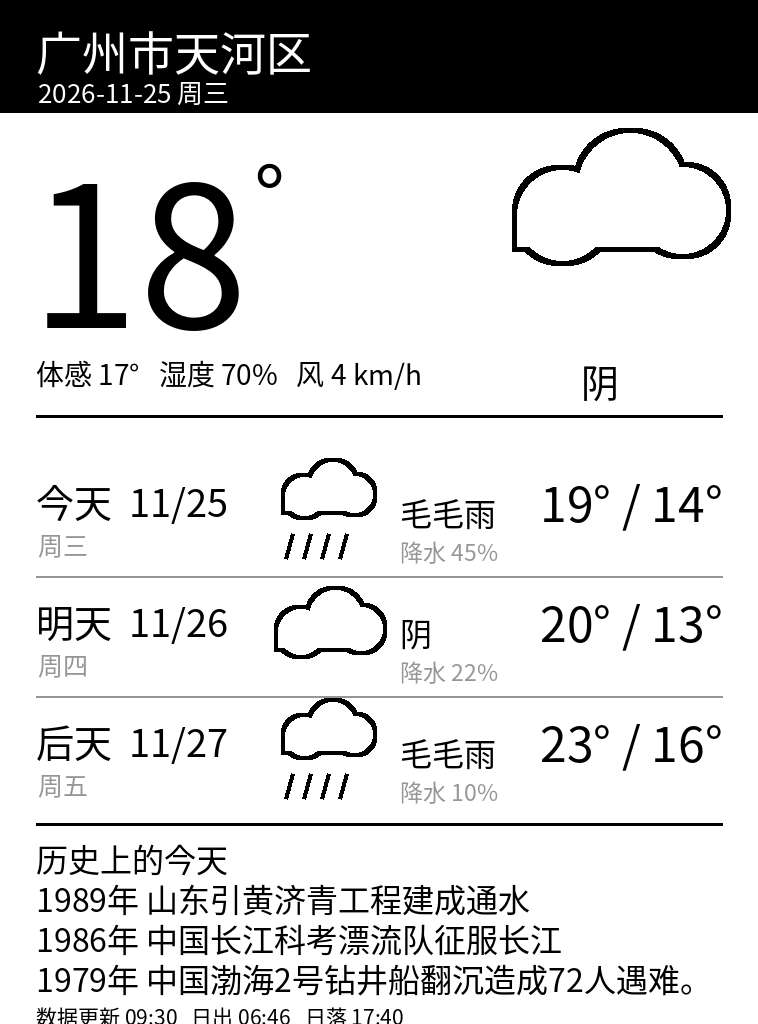 广州市天河区
2026-11-25 周三
18°
体感 17° 湿度 70% 风 4 km/h
阴
今天 11/25 毛毛雨 19° / 14°
周三 降水 45%
明天 11/26 阴 20° / 13°
周四 降水 22%
后天 11/27 毛毛雨 23° / 16°
周五 降水 10%
历史上的今天
1989年 山东引黄济青工程建成通水
1986年 中国长江科考漂流队征服长江
1979年 中国渤海2号钻井船翻沉造成72人遇难。
数据更新 09:30 日出 06:46 日落 17:40